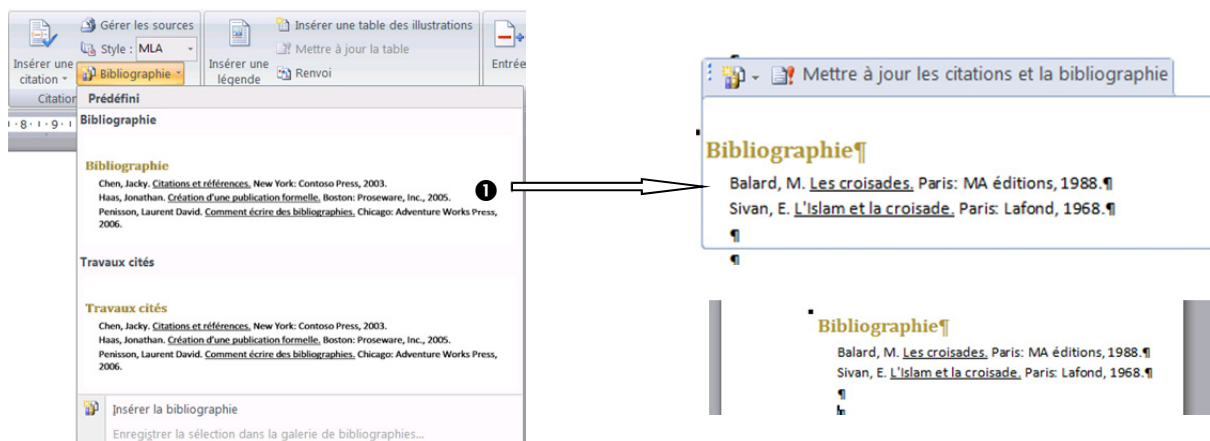 Gérer les sources
Style : MLA
Bibliographie
Insérer une
citation
Insérer une table des illustrations
Mettre à jour la table
Renvoi
Insérer une
légende
Entrée
Citation
8 · 1 · 9 · 1
Prédéfini
Bibliographie
Bibliographie
Chen, Jacky. Citations et références. New York: Contoso Press, 2003.
Haas, Jonathan. Création d'une publication formelle. Boston: Proseware, Inc., 2005.
Penisson, Laurent David. Comment écrire des bibliographies. Chicago: Adventure Works Press,
2006.
Travaux cités
Travaux cités
Chen, Jacky. Citations et références. New York: Contoso Press, 2003.
Haas, Jonathan. Création d'une publication formelle. Boston: Proseware, Inc., 2005.
Penisson, Laurent David. Comment écrire des bibliographies. Chicago: Adventure Works Press,
2006.
Insérer la bibliographie
Enregistrer la sélection dans la galerie de bibliographies...
❶
¶
Mettre à jour les citations et la bibliographie
Bibliographie¶
Balard, M. Les croisades. Paris: MA éditions, 1988.¶
Sivan, E. L'Islam et la croisade. Paris: Lafond, 1968.¶
¶
¶
Bibliographie¶
Balard, M. Les croisades. Paris: MA éditions, 1988.¶
Sivan, E. L'Islam et la croisade. Paris: Lafond, 1968.¶
¶